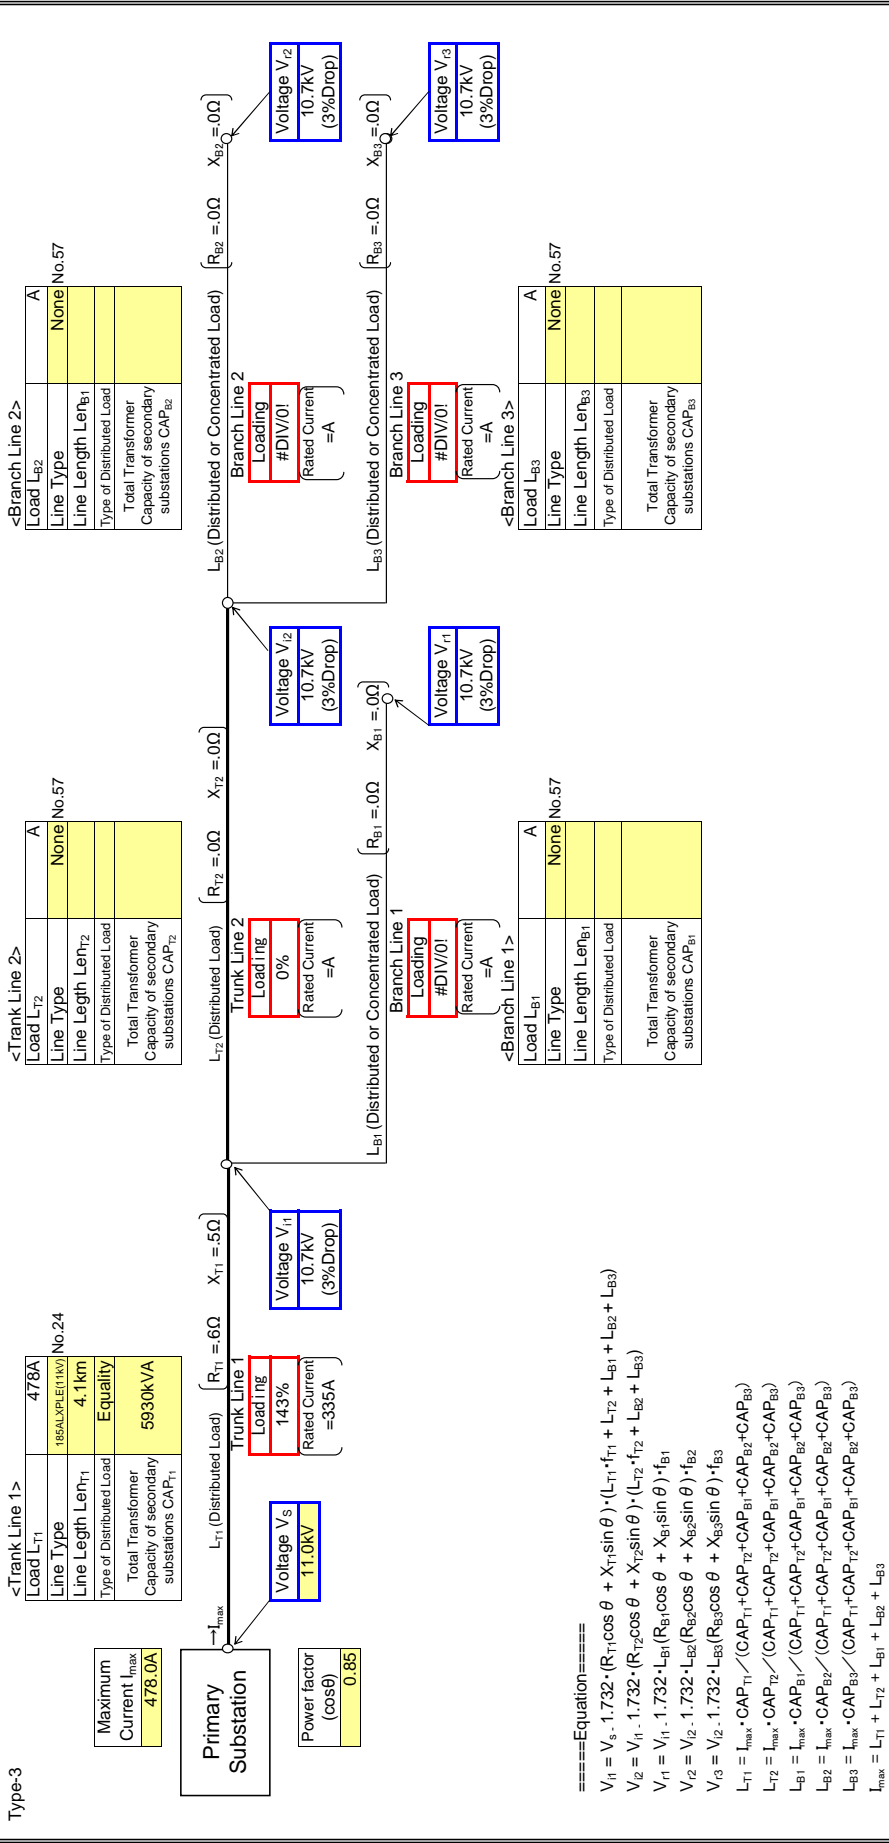 Type-3
<Trank Line 1>
Load L_T1 478A
Line Type 185ALXPLE(11kV) No.24
Line Legth Len_T1 4.1km
Type of Distributed Load Equality
Total Transformer
Capacity of secondary
substations CAP_T1
5930kVA
<Trank Line 2>
Load L_T2 A
Line Type None No.57
Line Legth Len_T2
Type of Distributed Load
Total Transformer
Capacity of secondary
substations CAP_T2
<Branch Line 2>
Load L_B2 A
Line Type None No.57
Line Length Len_B1
Type of Distributed Load
Total Transformer
Capacity of secondary
substations CAP_B2
Maximum
Current I_max
478.0A
Primary
Substation
Power factor
(cosθ)
0.85
→I_max
Voltage V_S
11.0kV
L_T1 (Distributed Load) R_T1 =.6Ω X_T1 =.5Ω
Trunk Line 1
Loading
143%
Rated Current
=335A
Voltage V_i1
10.7kV
(3%Drop)
L_T2 (Distributed Load) R_T2 =.0Ω X_T2 =.0Ω
Trunk Line 2
Loading
0%
Rated Current
=A
Voltage V_i2
10.7kV
(3%Drop)
L_B2 (Distributed or Concentrated Load) R_B2 =.0Ω X_B2 =.0Ω
Branch Line 2
Loading
#DIV/0!
Rated Current
=A
Voltage V_r2
10.7kV
(3%Drop)
L_B1 (Distributed or Concentrated Load) R_B1 =.0Ω X_B1 =.0Ω
Branch Line 1
Loading
#DIV/0!
Rated Current
=A
Voltage V_r1
10.7kV
(3%Drop)
L_B3 (Distributed or Concentrated Load) R_B3 =.0Ω X_B3 =.0Ω
Branch Line 3
Loading
#DIV/0!
Rated Current
=A
Voltage V_r3
10.7kV
(3%Drop)
<Branch Line 1>
Load L_B1 A
Line Type None No.57
Line Length Len_B1
Type of Distributed Load
Total Transformer
Capacity of secondary
substations CAP_B1
<Branch Line 3>
Load L_B3 A
Line Type None No.57
Line Length Len_B3
Type of Distributed Load
Total Transformer
Capacity of secondary
substations CAP_B3
=====Equation=====
V_i1 = V_s - 1.732・(R_T1cos θ + X_T1sin θ)・(L_T1・f_T1 + L_T2 + L_B1 + L_B2 + L_B3)
V_i2 = V_i1 - 1.732・(R_T2cos θ + X_T2sin θ)・(L_T2・f_T2 + L_B2 + L_B3)
V_r1 = V_i1 - 1.732・L_B1(R_B1cos θ + X_B1sin θ)・f_B1
V_r2 = V_i2 - 1.732・L_B2(R_B2cos θ + X_B2sin θ)・f_B2
V_r3 = V_i2 - 1.732・L_B3(R_B3cos θ + X_B3sin θ)・f_B3
L_T1 = I_max・CAP_T1／(CAP_T1+CAP_T2+CAP_B1+CAP_B2+CAP_B3)
L_T2 = I_max・CAP_T2／(CAP_T1+CAP_T2+CAP_B1+CAP_B2+CAP_B3)
L_B1 = I_max・CAP_B1／(CAP_T1+CAP_T2+CAP_B1+CAP_B2+CAP_B3)
L_B2 = I_max・CAP_B2／(CAP_T1+CAP_T2+CAP_B1+CAP_B2+CAP_B3)
L_B3 = I_max・CAP_B3／(CAP_T1+CAP_T2+CAP_B1+CAP_B2+CAP_B3)
I_max = L_T1 + L_T2 + L_B1 + L_B2 + L_B3